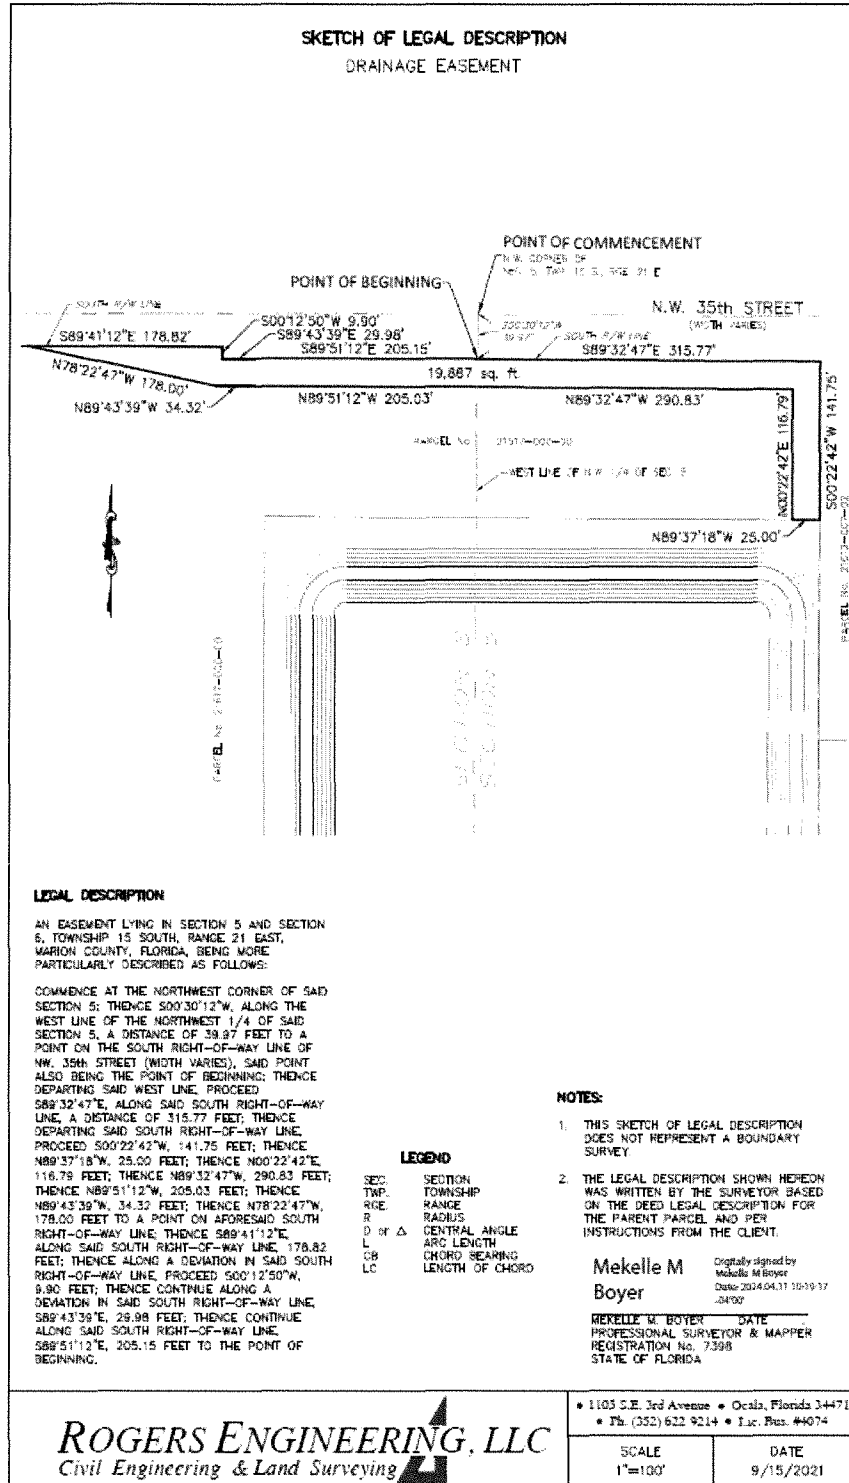 SKETCH OF LEGAL DESCRIPTION
DRAINAGE EASEMENT
POINT OF COMMENCEMENT
N.W. CORNER OF
POINT OF BEGINNING
SOUTH R/W LINE
N.W. 35th STREET
(WIDTH VARIES)
S00°12'50"W 9.90'
S00°30'12"W
39.97'
SOUTH R/W LINE
S89°41'12"E 178.82'
S89°43'39"E 29.98'
S89°51'12"E 205.15'
S89°32'47"E 315.77'
N78°22'47"W 178.00'
19,887 sq. ft.
N89°43'39"W 34.32'
N89°51'12"W 205.03'
N89°32'47"W 290.83'
N00°22'42"E 116.79'
S00°22'42"W 141.75'
PARCEL No.
WEST LINE OF N.W. 1/4 OF SEC. 5
N89°37'18"W 25.00'
PARCEL No.
PARCEL No.
LEGAL DESCRIPTION
AN EASEMENT LYING IN SECTION 5 AND SECTION
6, TOWNSHIP 15 SOUTH, RANGE 21 EAST,
MARION COUNTY, FLORIDA, BEING MORE
PARTICULARLY DESCRIBED AS FOLLOWS:
COMMENCE AT THE NORTHWEST CORNER OF SAID
SECTION 5; THENCE S00°30'12"W, ALONG THE
WEST LINE OF THE NORTHWEST 1/4 OF SAID
SECTION 5, A DISTANCE OF 39.97 FEET TO A
POINT ON THE SOUTH RIGHT-OF-WAY LINE OF
NW. 35th STREET (WIDTH VARIES), SAID POINT
ALSO BEING THE POINT OF BEGINNING; THENCE
DEPARTING SAID WEST LINE, PROCEED
S89°32'47"E, ALONG SAID SOUTH RIGHT-OF-WAY
LINE, A DISTANCE OF 315.77 FEET; THENCE
DEPARTING SAID SOUTH RIGHT-OF-WAY LINE,
PROCEED S00°22'42"W, 141.75 FEET; THENCE
N89°37'18"W, 25.00 FEET; THENCE N00°22'42"E,
116.79 FEET; THENCE N89°32'47"W, 290.83 FEET;
THENCE N89°51'12"W, 205.03 FEET; THENCE
N89°43'39"W, 34.32 FEET; THENCE N78°22'47"W,
178.00 FEET TO A POINT ON AFORESAID SOUTH
RIGHT-OF-WAY LINE; THENCE S89°41'12"E,
ALONG SAID SOUTH RIGHT-OF-WAY LINE, 178.82
FEET; THENCE ALONG A DEVIATION IN SAID SOUTH
RIGHT-OF-WAY LINE, PROCEED S00°12'50"W,
9.90 FEET; THENCE CONTINUE ALONG A
DEVIATION IN SAID SOUTH RIGHT-OF-WAY LINE,
S89°43'39"E, 29.98 FEET; THENCE CONTINUE
ALONG SAID SOUTH RIGHT-OF-WAY LINE,
S89°51'12"E, 205.15 FEET TO THE POINT OF
BEGINNING.
LEGEND
SEC. SECTION
TWP. TOWNSHIP
RGE. RANGE
R RADIUS
D or Δ CENTRAL ANGLE
L ARC LENGTH
CB CHORD BEARING
LC LENGTH OF CHORD
NOTES:
1. THIS SKETCH OF LEGAL DESCRIPTION
DOES NOT REPRESENT A BOUNDARY
SURVEY.
2. THE LEGAL DESCRIPTION SHOWN HEREON
WAS WRITTEN BY THE SURVEYOR BASED
ON THE DEED LEGAL DESCRIPTION FOR
THE PARENT PARCEL AND PER
INSTRUCTIONS FROM THE CLIENT.
Mekelle M
Boyer
Digitally signed by
Mekelle M Boyer
MEKELLE M. BOYER DATE
PROFESSIONAL SURVEYOR & MAPPER
REGISTRATION No. 7398
STATE OF FLORIDA
ROGERS ENGINEERING, LLC
Civil Engineering & Land Surveying
• 1105 S.E. 3rd Avenue • Ocala, Florida 34471
• Ph. (352) 622-9214 • Lic. Bus. #4074
SCALE
1"=100'
DATE
9/15/2021